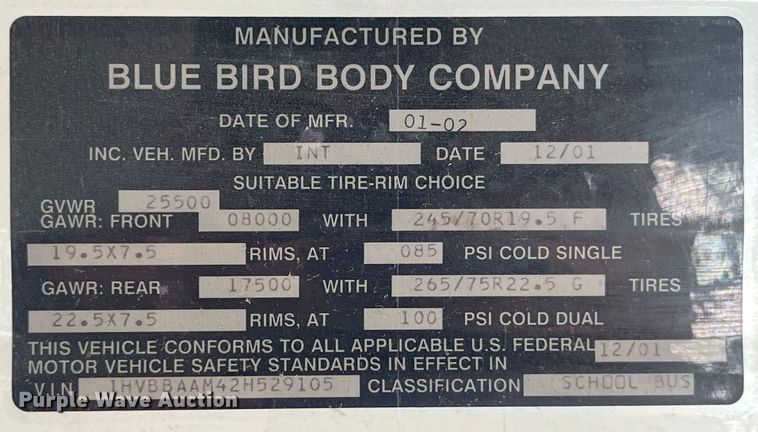 MANUFACTURED BY
BLUE BIRD BODY COMPANY
DATE OF MFR. 01-02
INC. VEH. MFD. BY INT DATE 12/01
SUITABLE TIRE-RIM CHOICE
GVWR 25500
GAWR: FRONT 08000 WITH 245/70R19.5 F TIRES
19.5X7.5 RIMS, AT 085 PSI COLD SINGLE
GAWR: REAR 17500 WITH 265/75R22.5 G TIRES
22.5X7.5 RIMS, AT 100 PSI COLD DUAL
THIS VEHICLE CONFORMS TO ALL APPLICABLE U.S. FEDERAL
MOTOR VEHICLE SAFETY STANDARDS IN EFFECT IN 12/01
V.I.N. 1HVBBAAM42H529105 CLASSIFICATION SCHOOL BUS
Purple Wave Auction